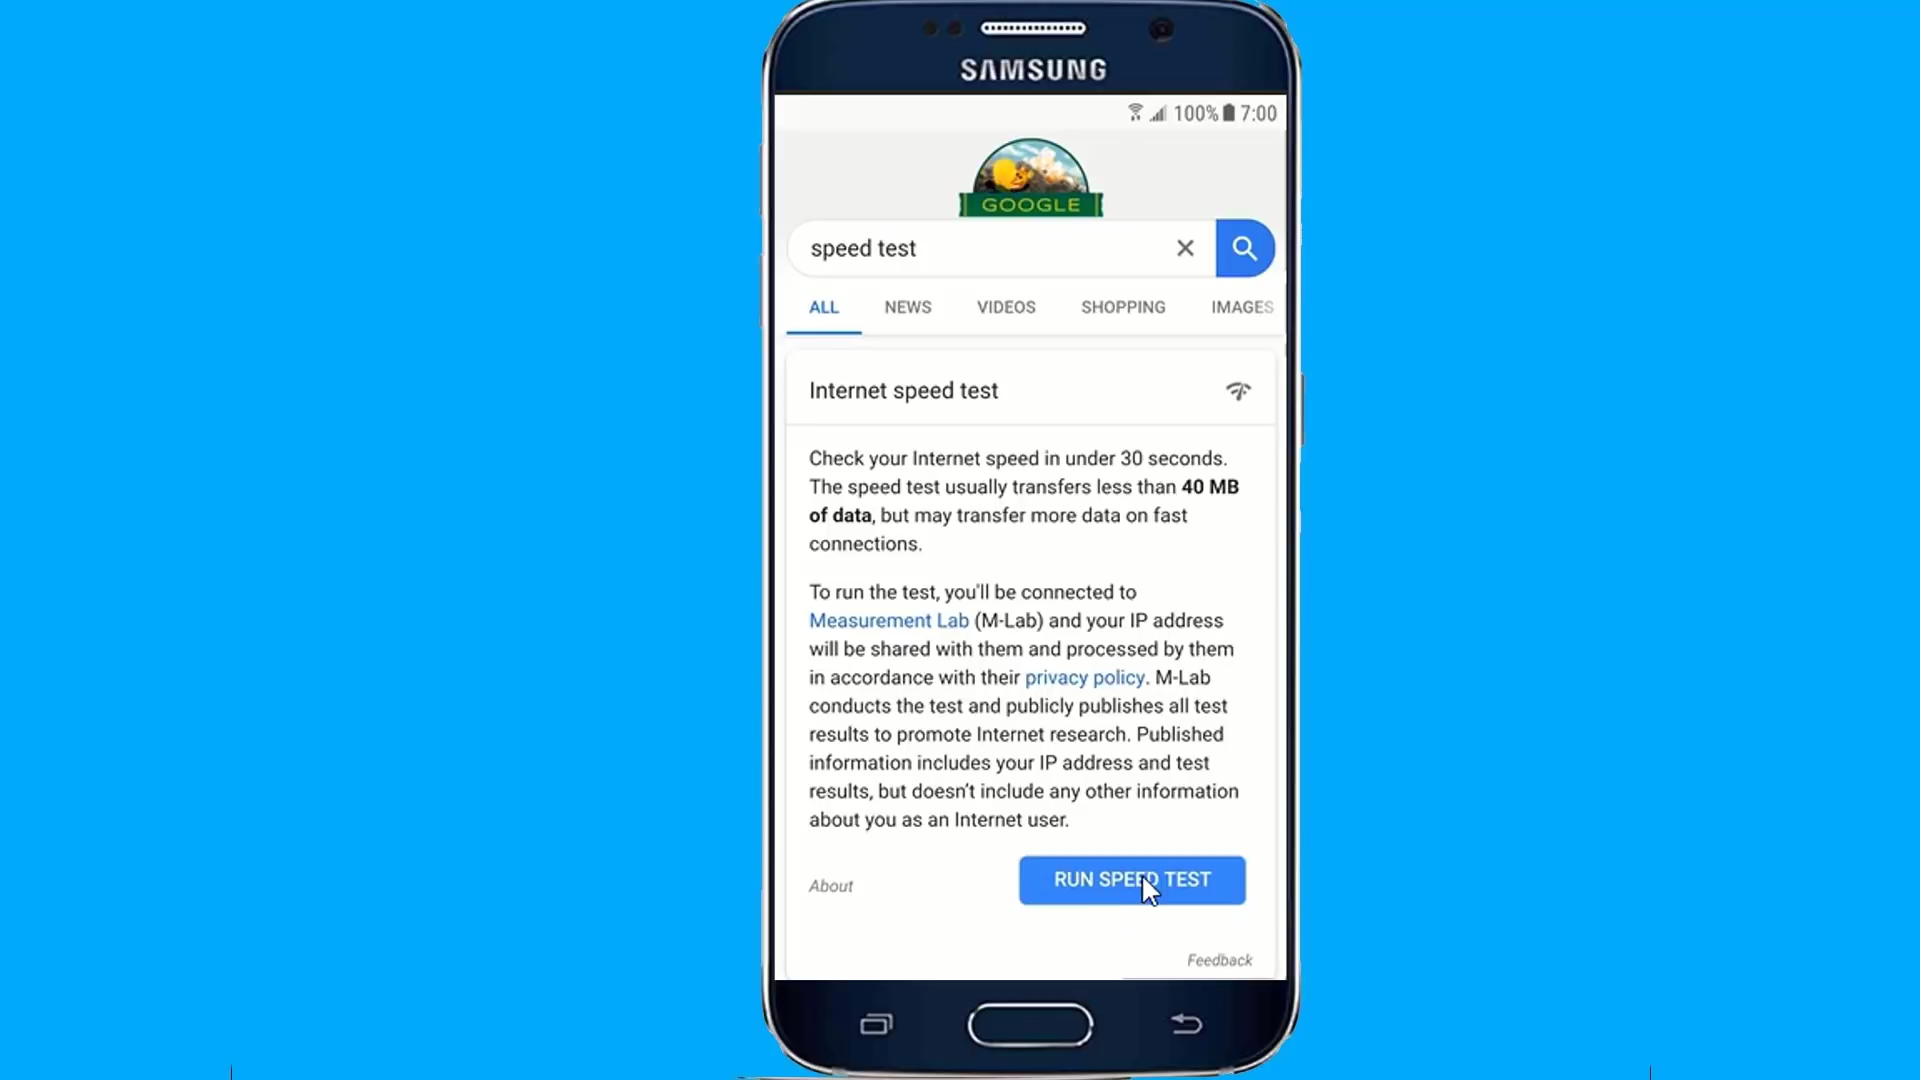 SAMSUNG
100% 7:00
GOOGLE
speed test
ALL NEWS VIDEOS SHOPPING IMAGES
Internet speed test
Check your Internet speed in under 30 seconds.
The speed test usually transfers less than 40 MB
of data, but may transfer more data on fast
connections.
To run the test, you'll be connected to
Measurement Lab (M-Lab) and your IP address
will be shared with them and processed by them
in accordance with their privacy policy. M-Lab
conducts the test and publicly publishes all test
results to promote Internet research. Published
information includes your IP address and test
results, but doesn't include any other information
about you as an Internet user.
About RUN SPEED TEST
Feedback